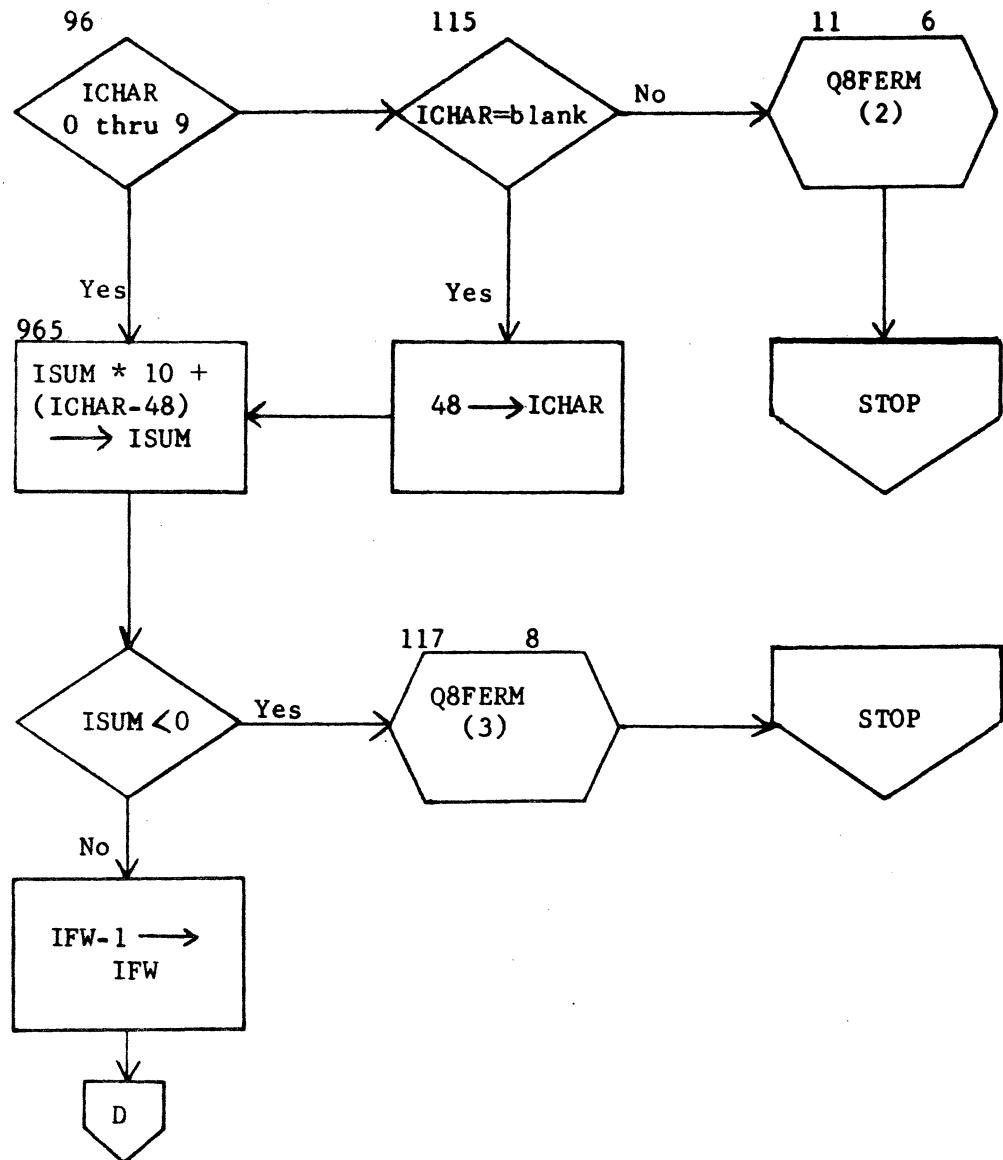 96
ICHAR
0 thru 9
Yes
115
ICHAR=blank
No
Yes
11 6
Q8FERM
(2)
STOP
965
ISUM * 10 +
(ICHAR-48)
⟶ ISUM
48 ⟶ ICHAR
ISUM <0
Yes
117 8
Q8FERM
(3)
STOP
No
IFW-1 ⟶
IFW
D